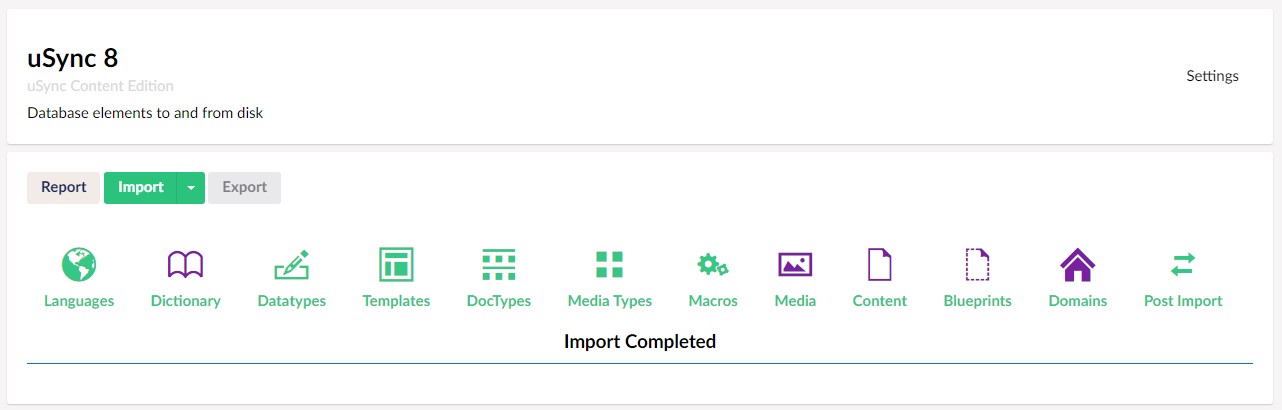 uSync 8
uSync Content Edition
Settings
Database elements to and from disk
Report Import Export
Languages Dictionary Datatypes Templates DocTypes Media Types Macros Media Content Blueprints Domains Post Import
Import Completed